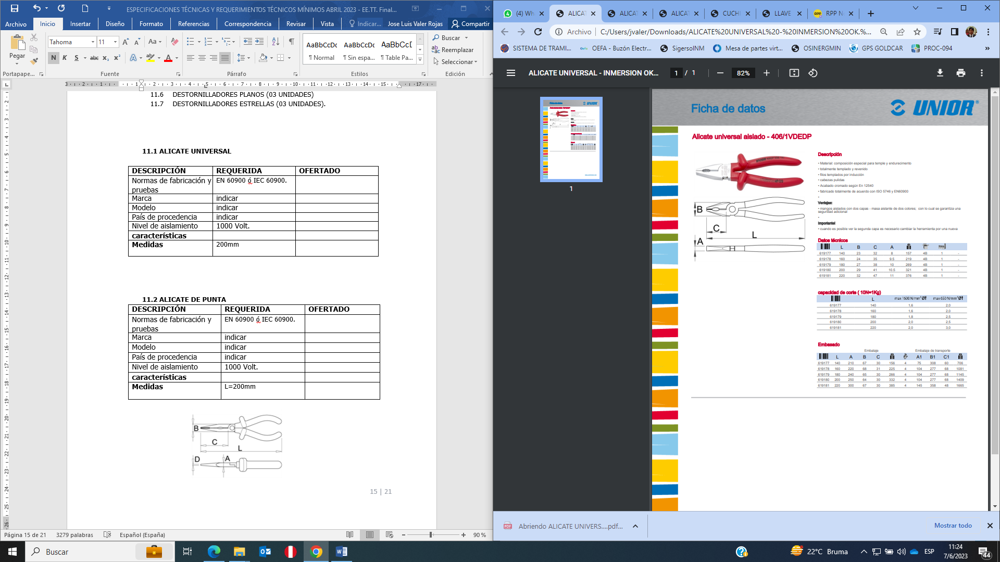 ESPECIFICACIONES TÉCNICAS Y REQUERIMIENTOS TÉCNICOS MÍNIMOS ABRIL 2023 - EE.TT. Final...
Archivo Inicio Insertar Diseño Formato Referencias Correspondencia Revisar Vista Indicar... Jose Luis Valer Rojas Compartir
Pegar
Tahoma 11
AaBbCcDc AaBbCcDc AaBbCcD
¶ Normal ¶ Sin espa... ¶ Table Pa...
Buscar
Reemplazar
Seleccionar
Portapape... Fuente Párrafo Estilos Edición
11.6 DESTORNILLADORES PLANOS (03 UNIDADES)
11.7 DESTORNILLADORES ESTRELLAS (03 UNIDADES).
11.1 ALICATE UNIVERSAL
DESCRIPCIÓN REQUERIDA OFERTADO
Normas de fabricación y pruebas EN 60900 ó IEC 60900.
Marca indicar
Modelo indicar
País de procedencia indicar
Nivel de aislamiento 1000 Volt.
características
Medidas 200mm
11.2 ALICATE DE PUNTA
DESCRIPCIÓN REQUERIDA OFERTADO
Normas de fabricación y pruebas EN 60900 ó IEC 60900.
Marca indicar
Modelo indicar
País de procedencia indicar
Nivel de aislamiento 1000 Volt.
características
Medidas L=200mm
B
C
L
D A
15 | 21
Página 15 de 21 3279 palabras Español (España) 90 %
(4) Wh ALICAT ALICAT ALICAT CUCHI LLAVE RPP N
Archivo C:/Users/jvaler/Downloads/ALICATE%20UNIVERSAL%20-%20INMERSION%20OK.%...
SISTEMA DE TRAMI... OEFA - Buzón Electr... SigersolNM Mesa de partes virt... OSINERGMIN GPS GOLDCAR PROC-094 »
ALICATE UNIVERSAL - INMERSION OK... 1 / 1 82%
1
Ficha de datos UNIOR
Alicate universal aislado - 406/1VDEDP
Descripción
• Material: composición especial para temple y endurecimento
• totalmente templado y revenido
• filos templados por inducción
• cabezas pulidas
• Acabado cromado según En 12540
• fabricado totalmente de acuerdo con ISO 5746 y EN60900
•
Ventajas:
• mangos aislados con dos capas - masa aislante de dos colores; con lo cual se garantiza una
seguridad adicional
•
Importante!
• cuando es posible ver la segunda capa es necesario cambiar la herramienta por una nueva
B
C
L
A
Datos técnicos
L B C A
619177 140 23 32 8 157 4B 1 -
619178 160 24 35 9.5 219 4B 1 -
619179 180 27 38 10 269 4B 1 -
619180 200 29 41 10.5 321 4B 1 -
619181 220 32 47 11 376 4B 1 -
capacidad de corte ( 10N=1Kg)
L max 1600 N/mm² Øf max 650 N/mm² Øf
619177 140 1,6 2,0
619178 160 1,6 2,0
619179 180 1,8 2,5
619180 200 2,0 2,5
619181 220 2,0 3,0
Embasado
Embalaje Embalaje de transporte
L A B C A1 B1 C1
619177 140 210 67 30 156 4 75 308 60 706
619178 160 220 68 31 225 4 104 277 68 1081
619179 180 240 65 30 266 4 104 277 68 1145
619180 200 250 64 30 332 4 104 277 68 1409
619181 220 300 67 30 385 4 145 358 48 1665
Abriendo ALICATE UNIVERS....pdf... Mostrar todo
Buscar 22°C Bruma ESP 11:24
7/6/2023 44